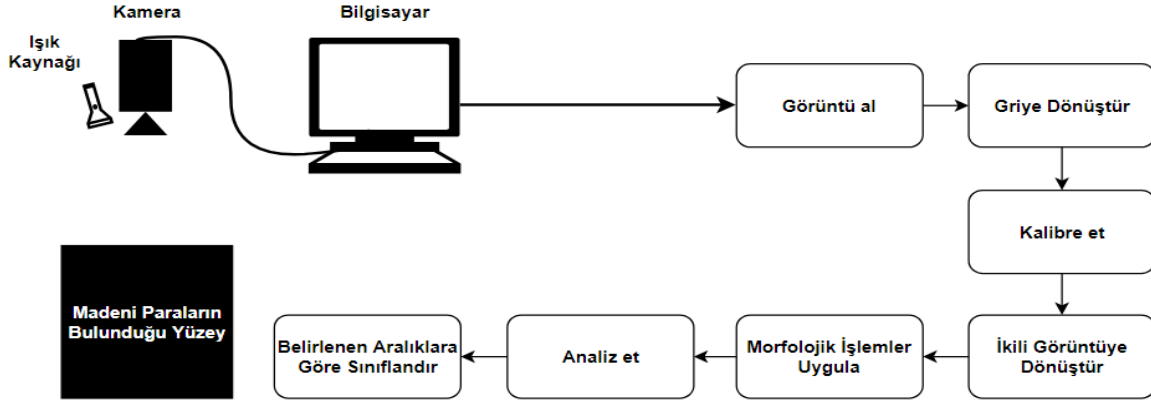 Kamera
Bilgisayar
Işık
Kaynağı
Görüntü al
Griye Dönüştür
Kalibre et
Madeni Paraların
Bulunduğu Yüzey
Belirlenen Aralıklara
Göre Sınıflandır
Analiz et
Morfolojik İşlemler
Uygula
İkili Görüntüye
Dönüştür